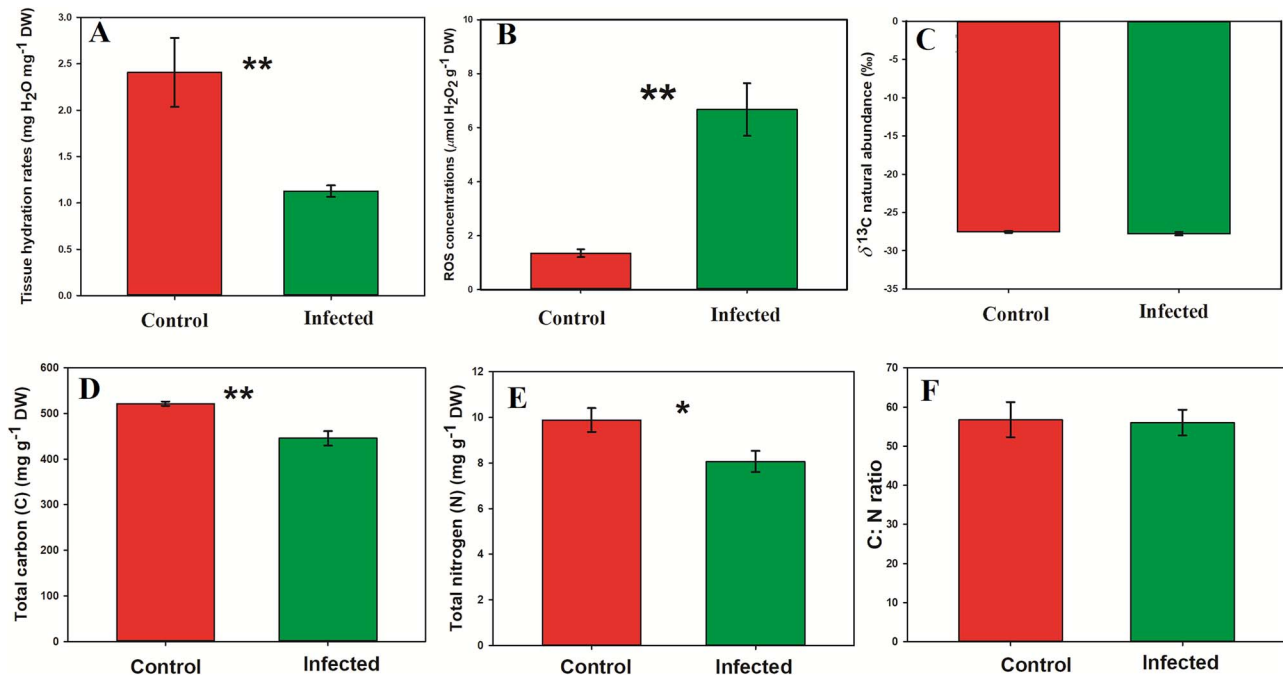 A
Tissue hydration rates (mg H2O mg-1 DW)
3.0
2.5
2.0
1.5
1.0
0.5
0.0
**
Control
Infected
B
ROS concentrations (μmol H2O2 g-1 DW)
10
8
6
4
2
0
**
Control
Infected
C
δ13C natural abundance (‰)
0
-5
-10
-15
-20
-25
-30
-35
Control
Infected
D
Total carbon (C) (mg g-1 DW)
600
500
400
300
200
100
0
**
Control
Infected
E
Total nitrogen (N) (mg g-1 DW)
12
10
8
6
4
2
0
*
Control
Infected
F
C: N ratio
70
60
50
40
30
20
10
0
Control
Infected